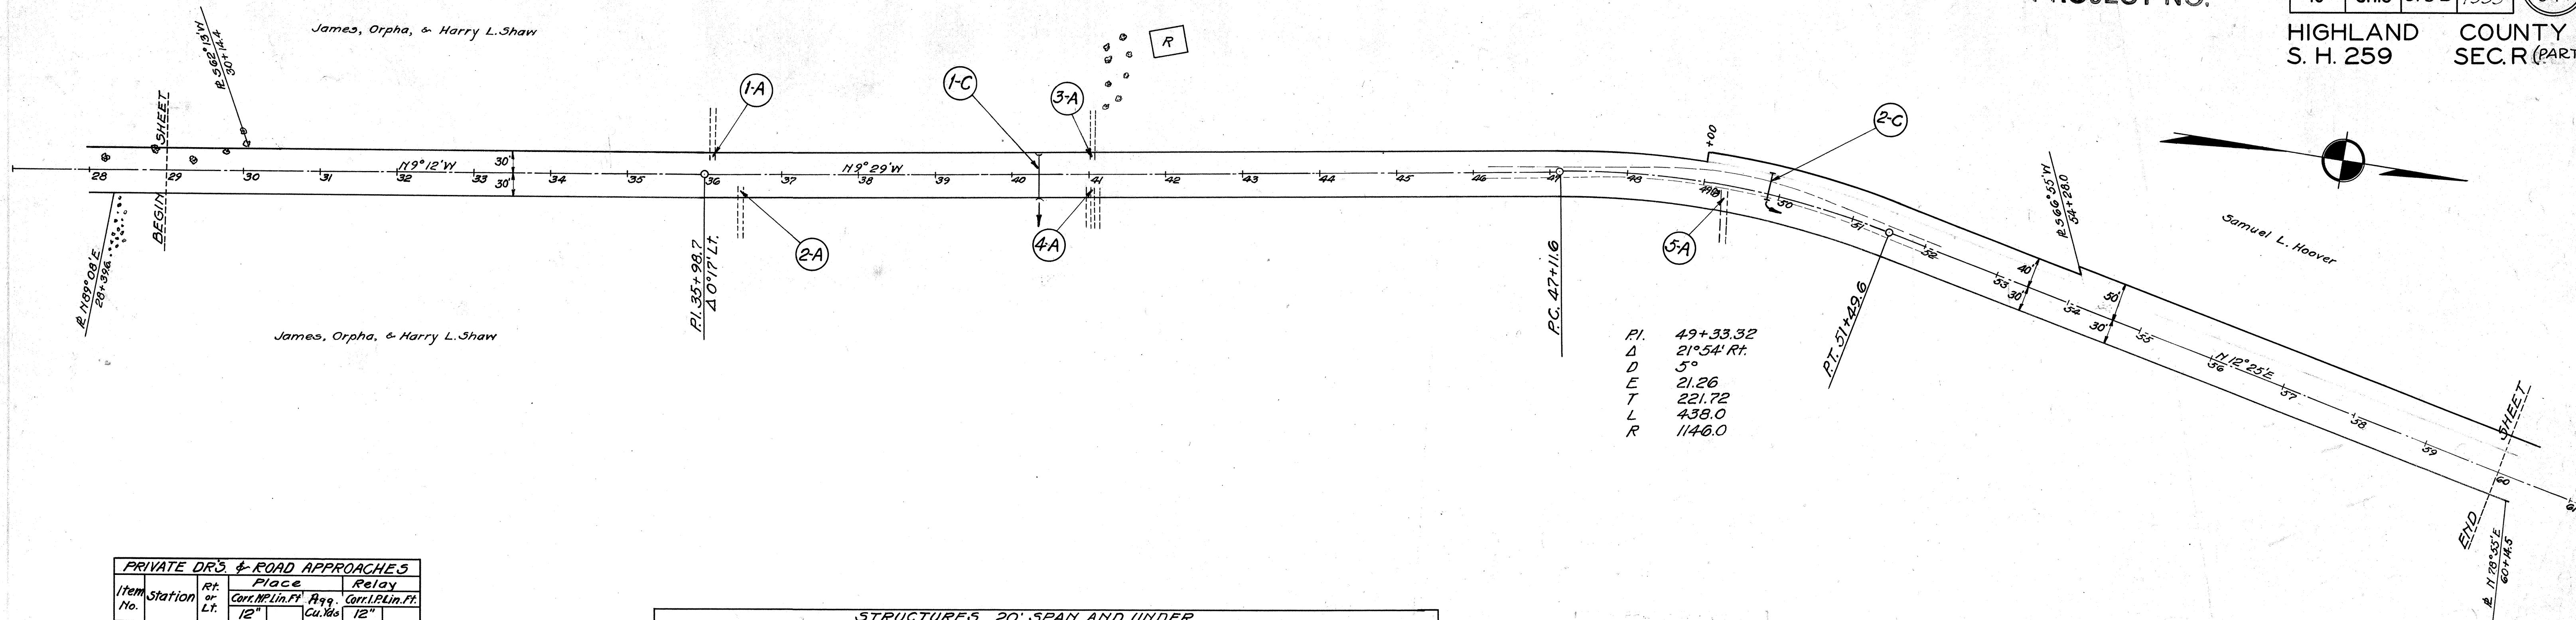 PROJECT NO.
HIGHLAND COUNTY
S. H. 259 SEC. R (PART
James, Orpha, & Harry L. Shaw
R
℞ S62°13'W
30+14.4
1-A
1-C
3-A
2-C
+00
BEGIN SHEET
N9°12'W
30'
30'
N9°29'W
28 29 30 31 32 33 34 35 36 37 38 39 40 41 42 43 44 45 46 47 48 50 51 52 53 54 55 56 57 58 59 60
℞ S66°55'W
54+28.0
Samuel L. Hoover
℞ N89°08'E
28+39.6
2-A
4-A
5-A
P.I. 35+98.7
Δ 0°17' Lt.
P.C. 47+11.6
P.T. 51+49.6
40'
30'
50'
30'
N12°25'E
James, Orpha, & Harry L. Shaw
P.I. 49+33.32
Δ 21°54' Rt.
D 5°
E 21.26
T 221.72
L 438.0
R 1146.0
END SHEET
℞ N78°55'E
60+14.5
PRIVATE DR'S. & ROAD APPROACHES
Item No. Station Rt. or Lt. Place Relay
Corr. M.P. Lin. Ft. Agg. Cu. Yds Corr. I.P. Lin. Ft.
12" 12"
STRUCTURES 20' SPAN AND UNDER